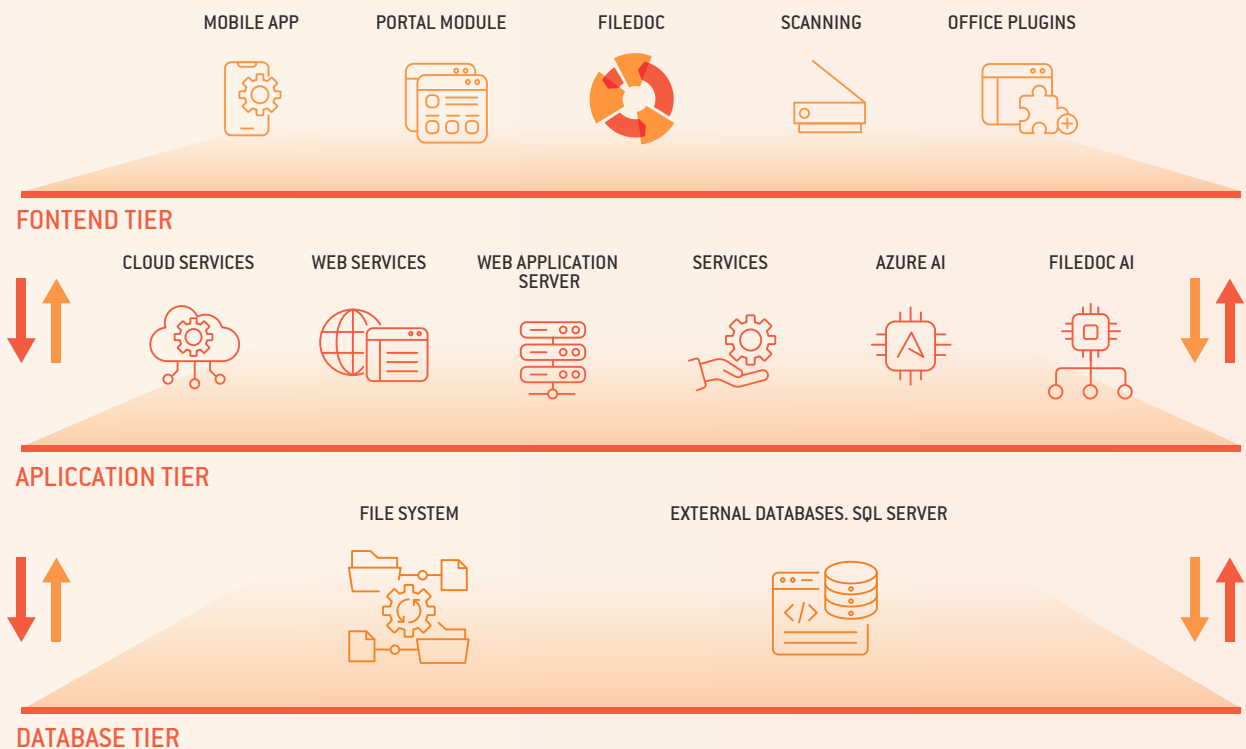 MOBILE APP
PORTAL MODULE
FILEDOC
SCANNING
OFFICE PLUGINS
FONTEND TIER
CLOUD SERVICES
WEB SERVICES
WEB APPLICATION
SERVER
SERVICES
AZURE AI
FILEDOC AI
APLICCATION TIER
FILE SYSTEM
EXTERNAL DATABASES. SQL SERVER
DATABASE TIER